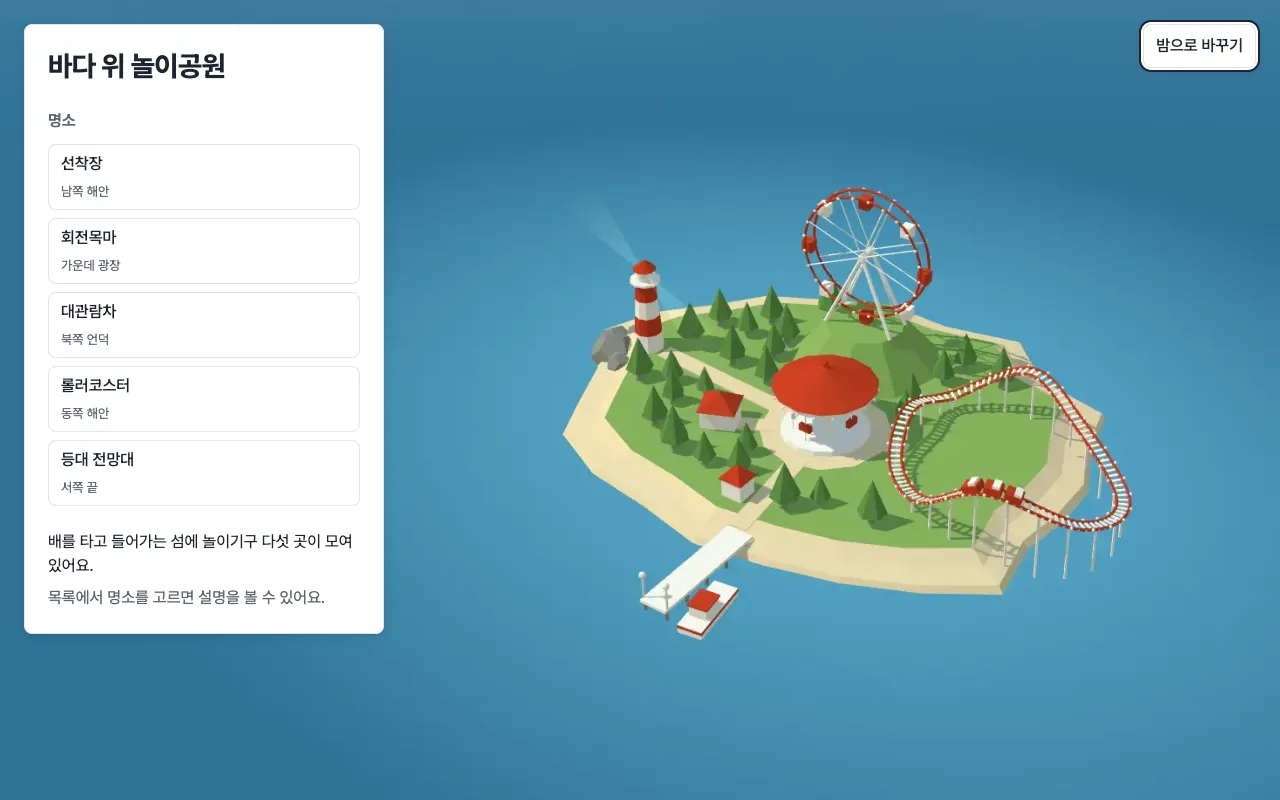 바다 위 놀이공원
밤으로 바꾸기
명소
선착장
남쪽 해안
회전목마
가운데 광장
대관람차
북쪽 언덕
롤러코스터
동쪽 해안
등대 전망대
서쪽 끝
배를 타고 들어가는 섬에 놀이기구 다섯 곳이 모여
있어요.
목록에서 명소를 고르면 설명을 볼 수 있어요.